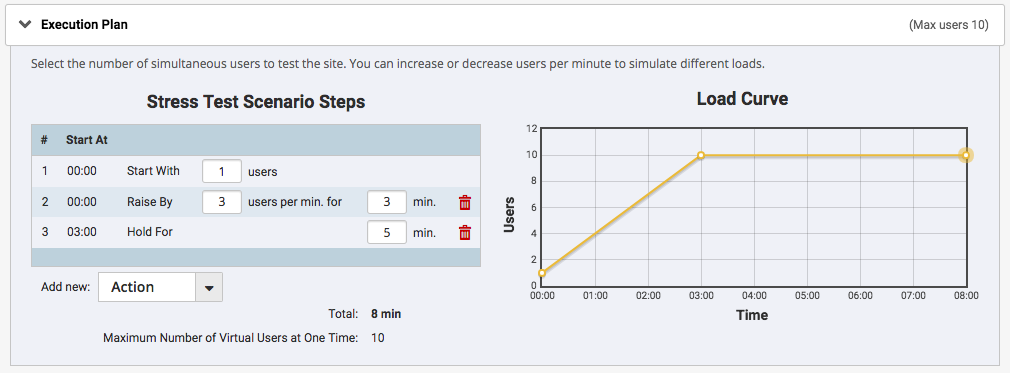 Execution Plan (Max users 10)
Select the number of simultaneous users to test the site. You can increase or decrease users per minute to simulate different loads.
Stress Test Scenario Steps
# Start At
1 00:00 Start With 1 users
2 00:00 Raise By 3 users per min. for 3 min.
3 03:00 Hold For 5 min.
Add new: Action
Total: 8 min
Maximum Number of Virtual Users at One Time: 10
Load Curve
Users
12
10
8
6
4
2
0
00:00 01:00 02:00 03:00 04:00 05:00 06:00 07:00 08:00
Time